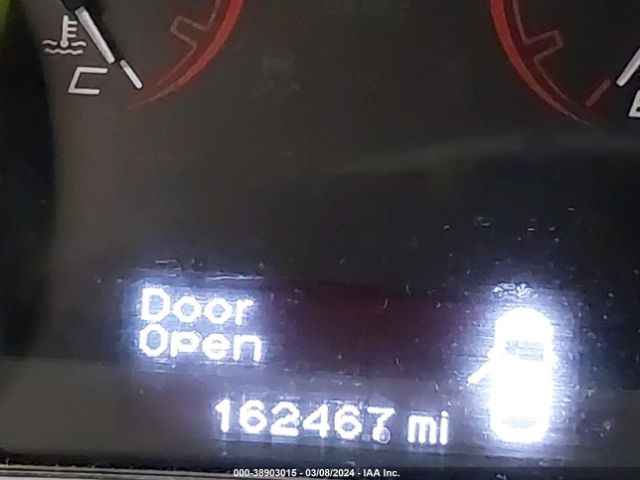 C
Door
Open
162467 mi
000-38903015 - 03/08/2024 - IAA Inc.